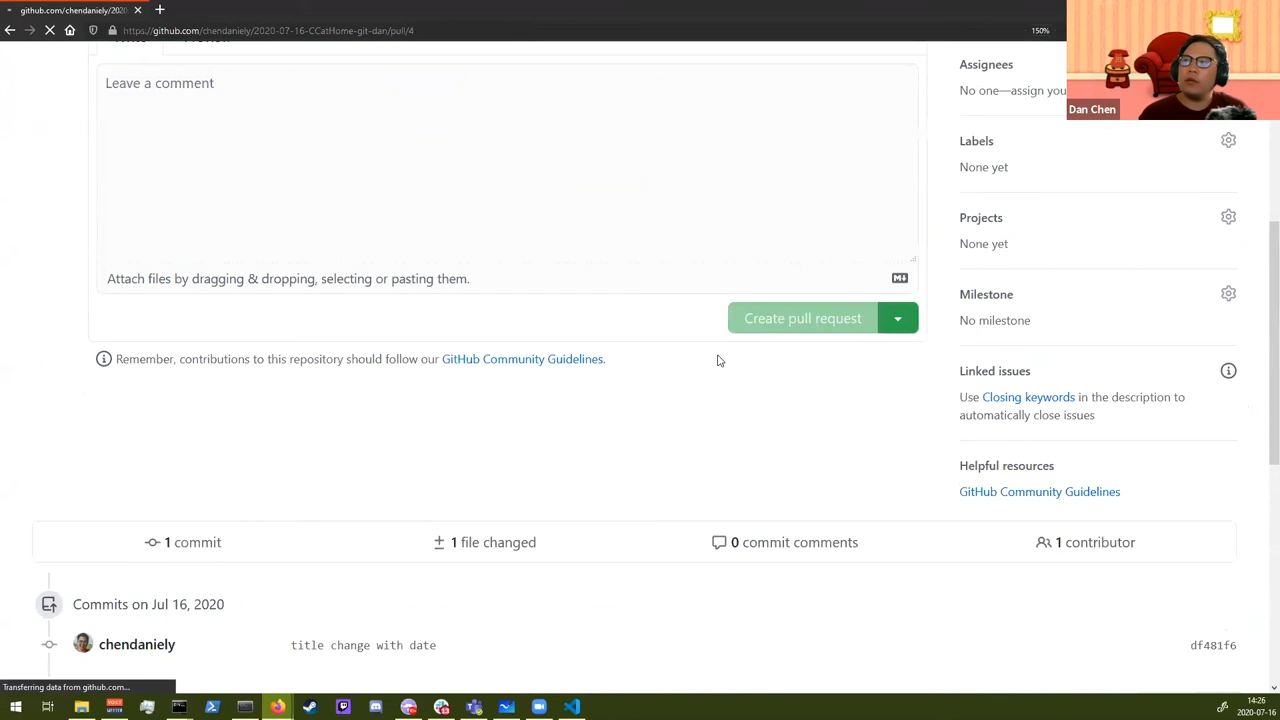 github.com/chendaniely/2020
https://github.com/chendaniely/2020-07-16-CCatHome-git-dan/pull/4
150%
Leave a comment
Attach files by dragging & dropping, selecting or pasting them.
Create pull request
Remember, contributions to this repository should follow our GitHub Community Guidelines.
Assignees
No one—assign you
Dan Chen
Labels
None yet
Projects
None yet
Milestone
No milestone
Linked issues
Use Closing keywords in the description to
automatically close issues
Helpful resources
GitHub Community Guidelines
1 commit
1 file changed
0 commit comments
1 contributor
Commits on Jul 16, 2020
chendaniely
title change with date
df481f6
Transferring data from github.com...
14:26
2020-07-16